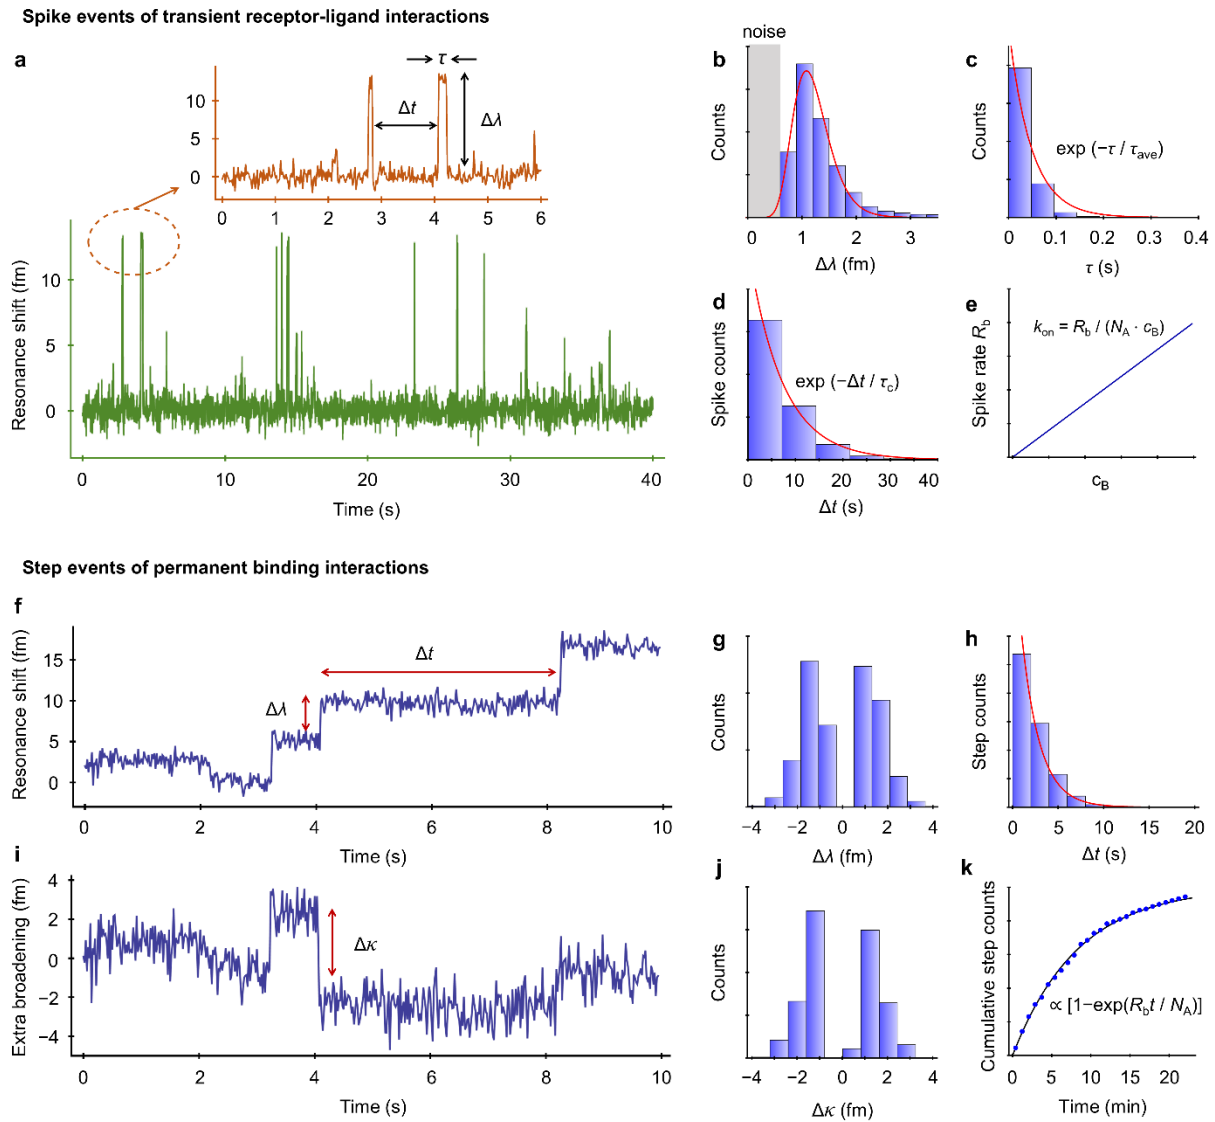 Spike events of transient receptor-ligand interactions
a
τ
Δt
Δλ
10
5
0
0 1 2 3 4 5 6
Resonance shift (fm)
10
5
0
0 10 20 30 40
Time (s)
noise
b
Counts
0 1 2 3
Δλ (fm)
c
Counts
exp (−τ / τave)
0 0.1 0.2 0.3 0.4
τ (s)
d
Spike counts
exp (−Δt / τc)
0 10 20 30 40
Δt (s)
e
Spike rate Rb
kon = Rb / (NA · cB)
cB
Step events of permanent binding interactions
f
Resonance shift (fm)
15
10
5
0
Δt
Δλ
0 2 4 6 8 10
Time (s)
g
Counts
−4 −2 0 2 4
Δλ (fm)
h
Step counts
0 5 10 15 20
Δt (s)
i
Extra broadening (fm)
4
2
0
−2
−4
Δκ
0 2 4 6 8 10
Time (s)
j
Counts
−4 −2 0 2 4
Δκ (fm)
k
Cumulative step counts
∝ [1−exp(Rbt / NA)]
0 5 10 15 20
Time (min)